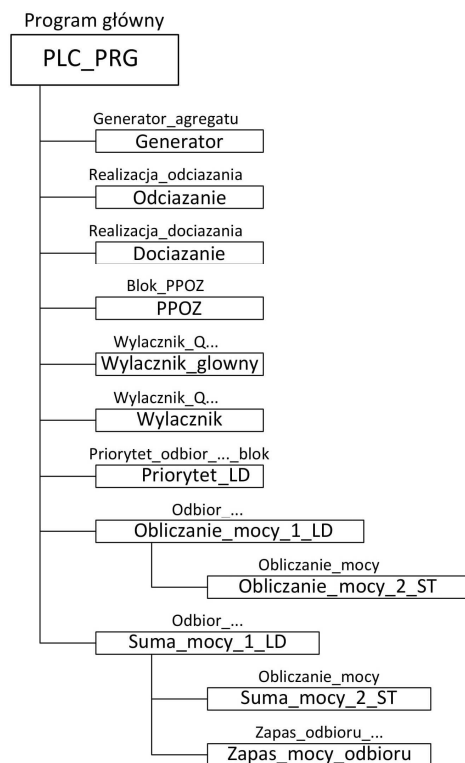 Program główny
PLC_PRG
Generator_agregatu
Generator
Realizacja_odciazania
Odciazanie
Realizacja_dociazania
Dociazanie
Blok_PPOZ
PPOZ
Wylacznik_Q...
Wylacznik_glowny
Wylacznik_Q...
Wylacznik
Priorytet_odbior_..._blok
Priorytet_LD
Odbior_...
Obliczanie_mocy_1_LD
Obliczanie_mocy
Obliczanie_mocy_2_ST
Odbior_...
Suma_mocy_1_LD
Obliczanie_mocy
Suma_mocy_2_ST
Zapas_odbioru_...
Zapas_mocy_odbioru